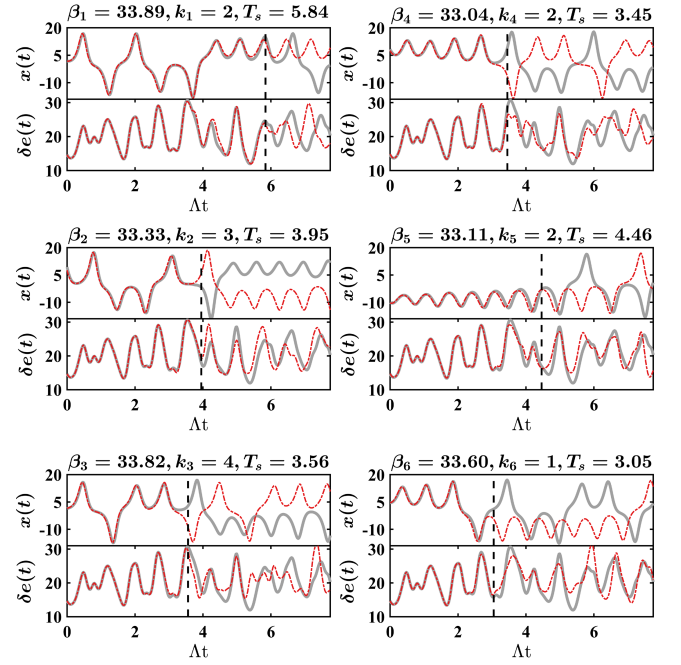 β₁ = 33.89, k₁ = 2, Tₛ = 5.84
20
5
-10
x(t)
30
20
10
δe(t)
0 2 4 6
Λt
β₄ = 33.04, k₄ = 2, Tₛ = 3.45
20
5
-10
x(t)
30
20
10
δe(t)
0 2 4 6
Λt
β₂ = 33.33, k₂ = 3, Tₛ = 3.95
20
5
-10
x(t)
30
20
10
δe(t)
0 2 4 6
Λt
β₅ = 33.11, k₅ = 2, Tₛ = 4.46
20
5
-10
x(t)
30
20
10
δe(t)
0 2 4 6
Λt
β₃ = 33.82, k₃ = 4, Tₛ = 3.56
20
5
-10
x(t)
30
20
10
δe(t)
0 2 4 6
Λt
β₆ = 33.60, k₆ = 1, Tₛ = 3.05
20
5
-10
x(t)
30
20
10
δe(t)
0 2 4 6
Λt